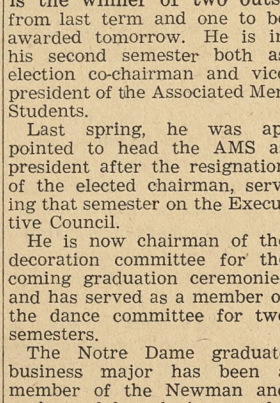 is the winner of two outs
from last term and one to be
awarded tomorrow. He is in
his second semester both as
election co-chairman and vice
president of the Associated Men
Students.
Last spring, he was ap
pointed to head the AMS a
president after the resignation
of the elected chairman, serv
ing that semester on the Execu
tive Council.
He is now chairman of the
decoration committee for the
coming graduation ceremonie
and has served as a member o
the dance committee for two
semesters.
The Notre Dame graduate
business major has been a
member of the Newman and